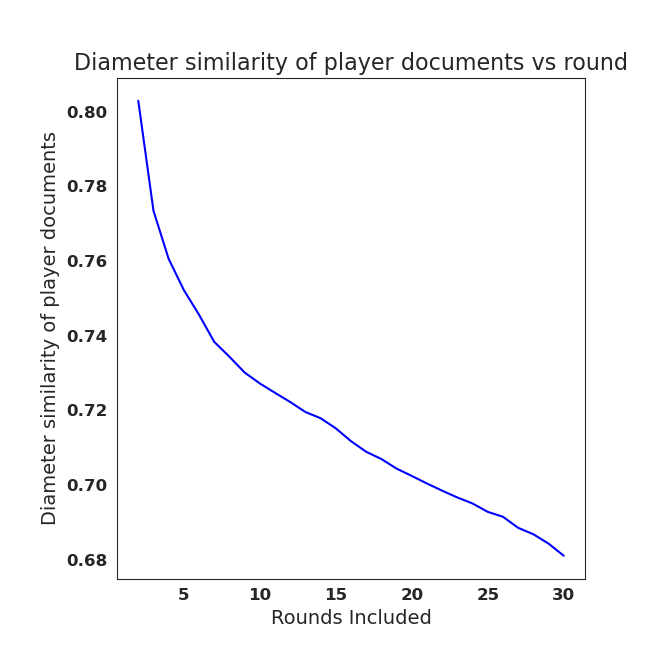 Diameter similarity of player documents vs round
Diameter similarity of player documents
0.80
0.78
0.76
0.74
0.72
0.70
0.68
5 10 15 20 25 30
Rounds Included